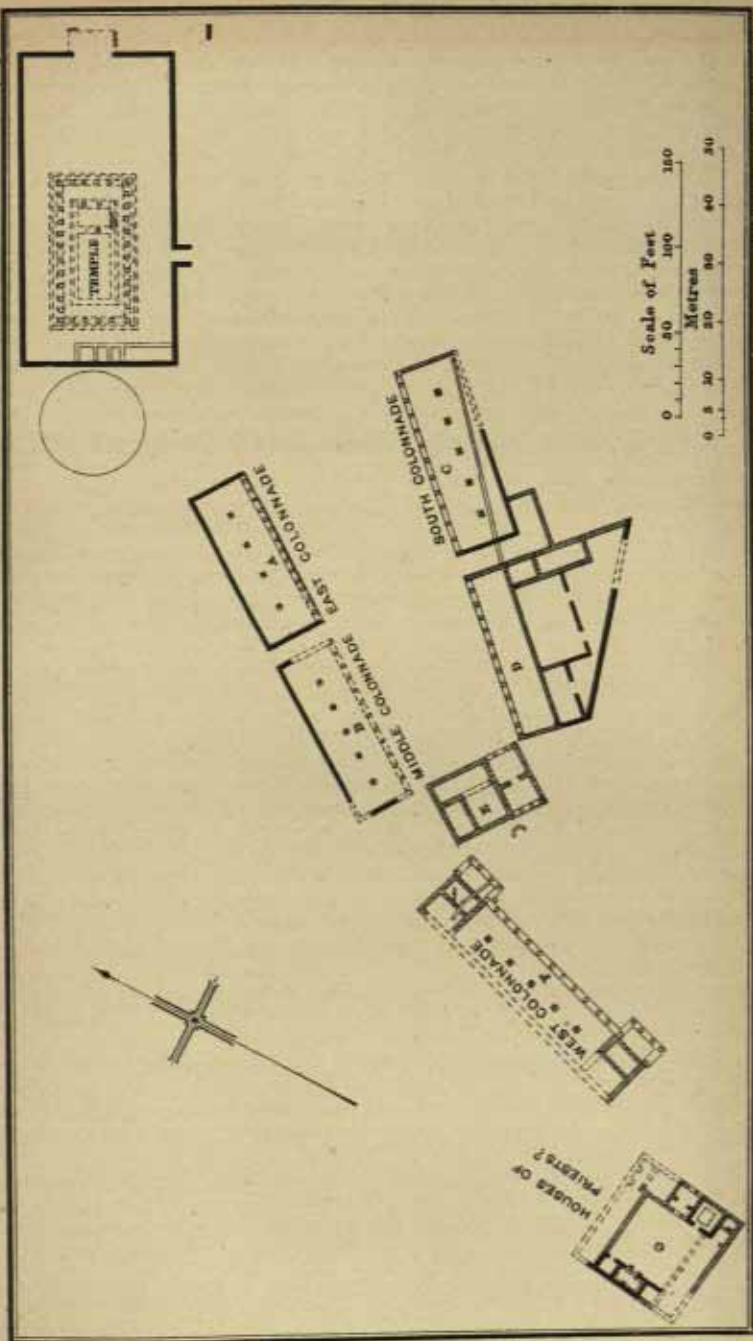 TEMPLE
EAST COLONNADE
A
MIDDLE COLONNADE
B
SOUTH COLONNADE
C
D
E
WEST COLONNADE
F
HOUSES OF
PRIESTS?
G
Scale of Feet
0 50 100 150
Metres
0 5 10 20 30 40 50